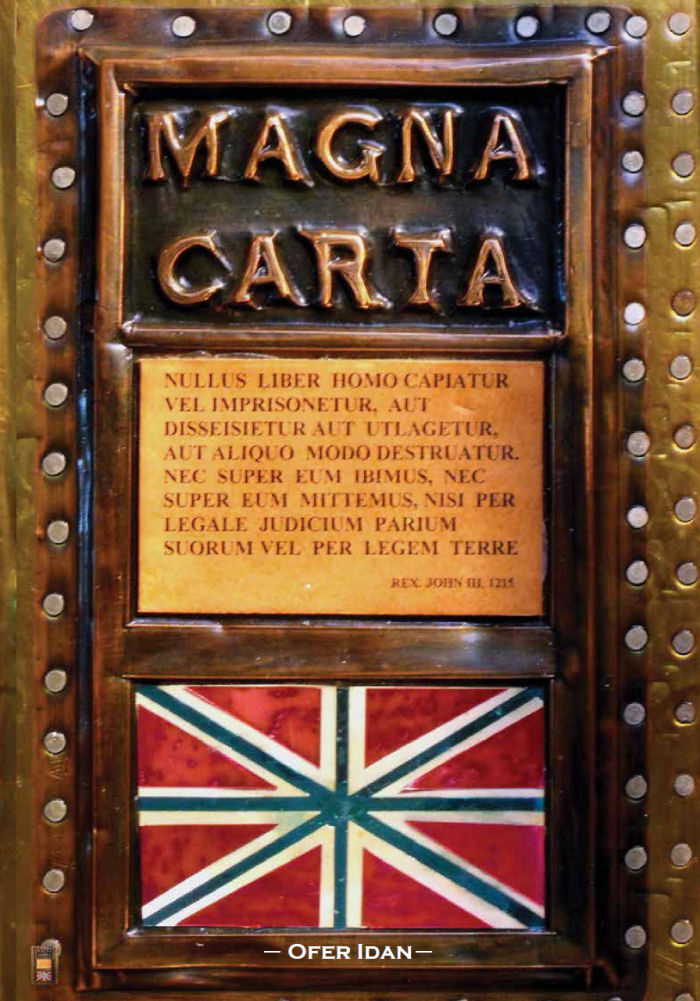 MAGNA
CARTA
NULLUS LIBER HOMO CAPIATUR
VEL IMPRISONETUR, AUT
DISSEISIETUR AUT UTLAGETUR,
AUT ALIQUO MODO DESTRUATUR.
NEC SUPER EUM IBIMUS, NEC
SUPER EUM MITTEMUS, NISI PER
LEGALE JUDICIUM PARIUM
SUORUM VEL PER LEGEM TERRE
REX. JOHN III, 1215
— OFER IDAN —